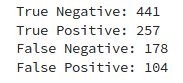 True Negative: 441
True Positive: 257
False Negative: 178
False Positive: 104